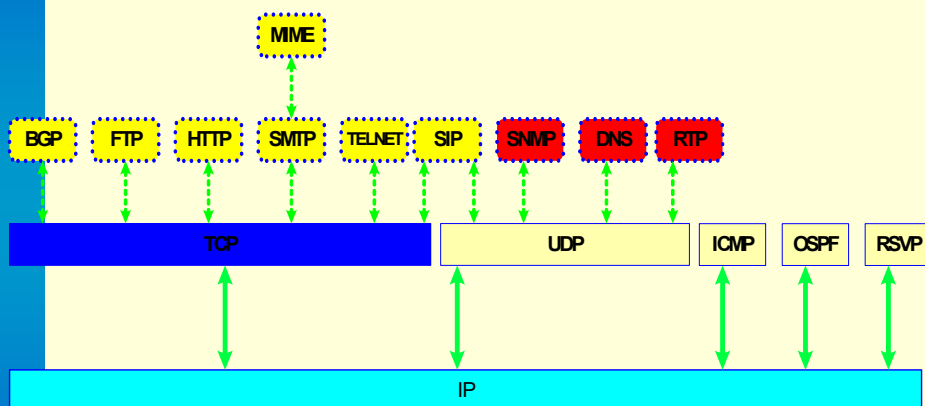 MIME
BGP FTP HTTP SMTP TELNET SIP SNMP DNS RTP
TCP UDP ICMP OSPF RSVP
IP